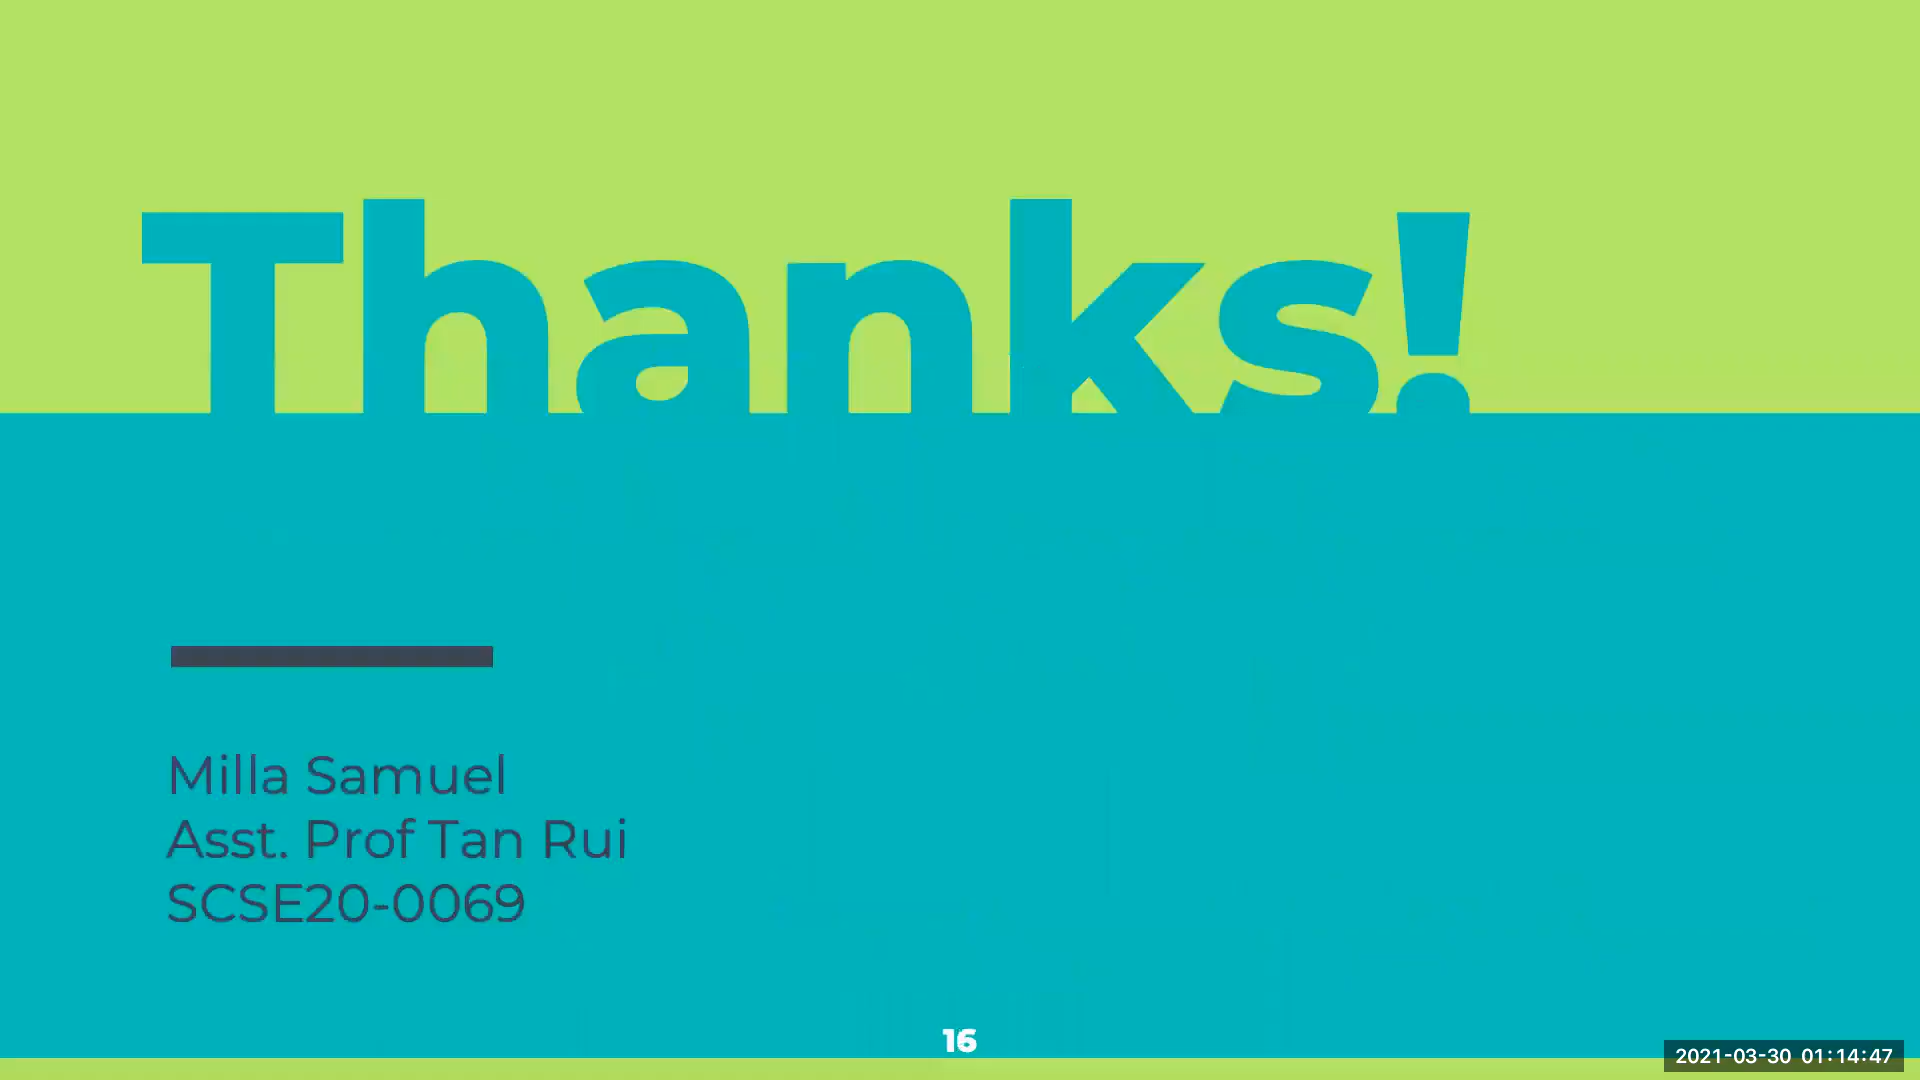 Thanks!
Milla Samuel
Asst. Prof Tan Rui
SCSE20-0069
16
2021-03-30 01:14:47